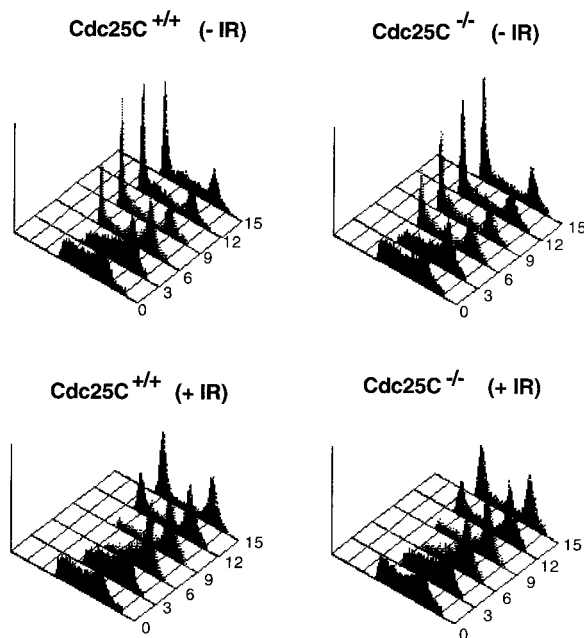 Cdc25C +/+ (- IR)
Cdc25C -/- (- IR)
0 3 6 9 12 15
0 3 6 9 12 15
Cdc25C +/+ (+ IR)
Cdc25C -/- (+ IR)
0 3 6 9 12 15
0 3 6 9 12 15